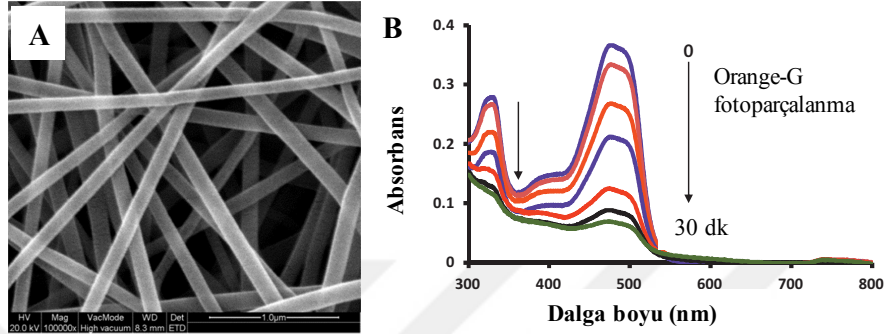 A
HV Mag VacMode WD Det
20.0 kV 100000x High vacuum 8.3 mm ETD
1.0µm
B
Absorbans
0.4
0.3
0.2
0.1
0
0
Orange-G
fotoparçalanma
30 dk
300 400 500 600 700 800
Dalga boyu (nm)